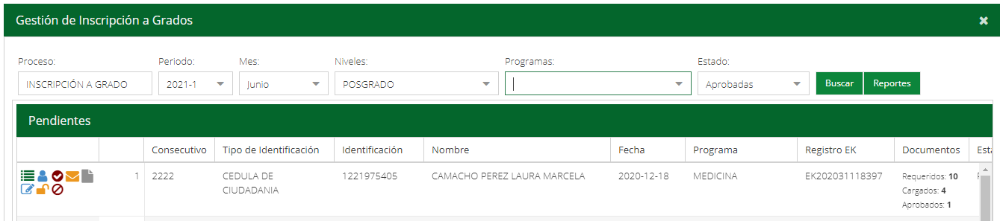 Gestión de Inscripción a Grados
Proceso: Periodo: Mes: Niveles: Programas: Estado:
INSCRIPCIÓN A GRADO 2021-1 Junio POSGRADO Aprobadas Buscar Reportes
Pendientes
Consecutivo Tipo de Identificación Identificación Nombre Fecha Programa Registro EK Documentos Esta
1 2222 CEDULA DE CIUDADANIA 1221975405 CAMACHO PEREZ LAURA MARCELA 2020-12-18 MEDICINA EK202031118397 Requeridos: 10
Cargados: 4
Aprobados: 1